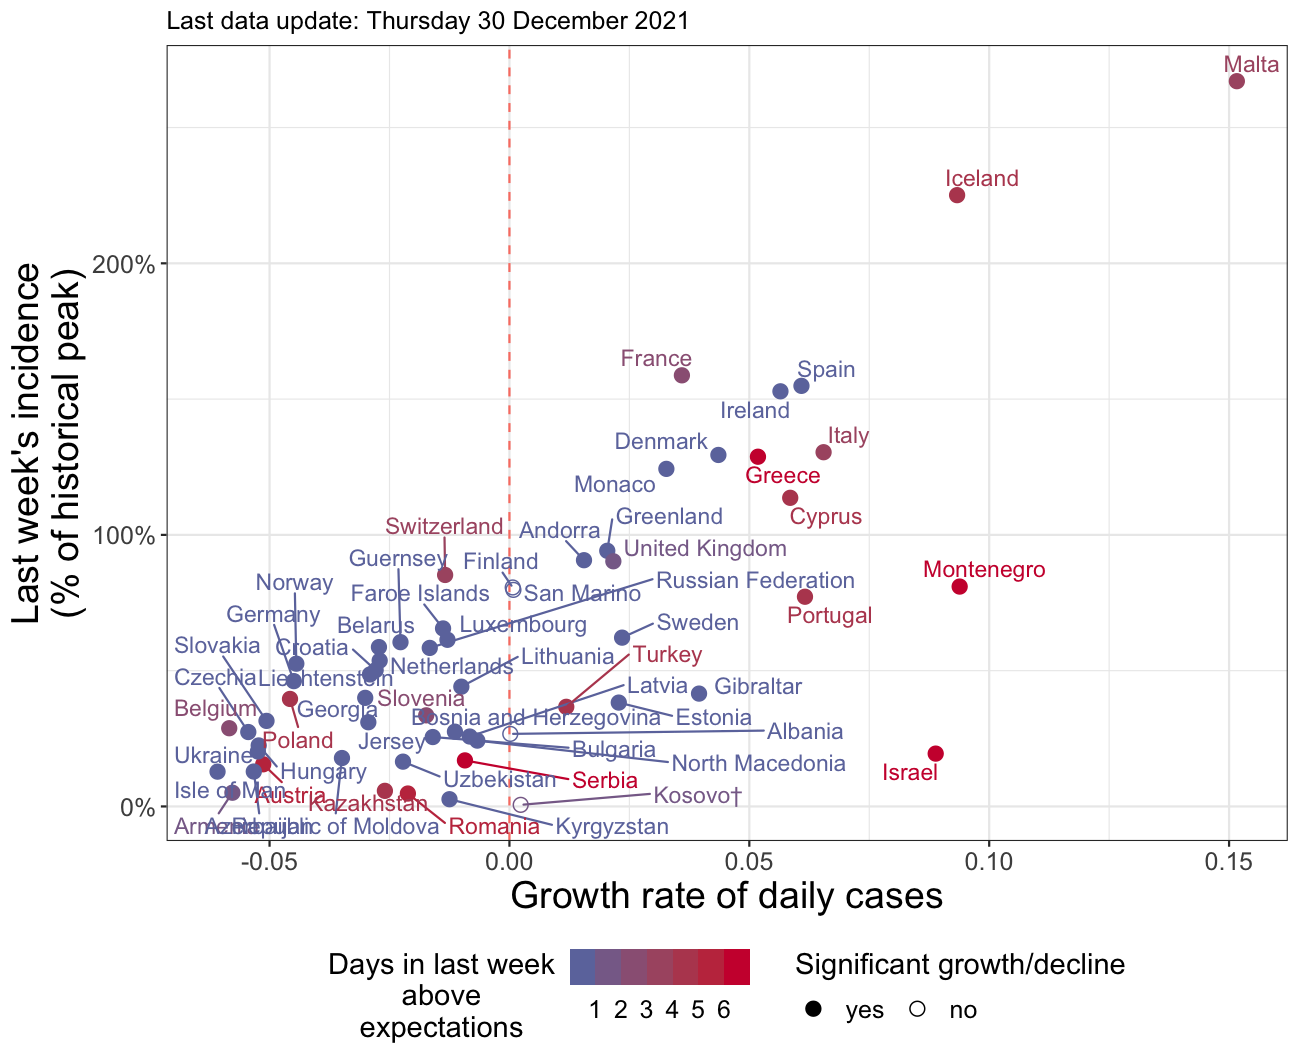 Last data update: Thursday 30 December 2021
Last week's incidence
(% of historical peak)
200%
100%
0%
Malta
Iceland
France
Spain
Ireland
Denmark
Italy
Monaco
Greece
Cyprus
Switzerland
Andorra
Greenland
Guernsey
Finland
United Kingdom
Montenegro
Norway
Faroe Islands
San Marino
Russian Federation
Portugal
Germany
Belarus
Luxembourg
Sweden
Slovakia
Croatia
Netherlands
Lithuania
Turkey
Czechia
Liechtenstein
Latvia
Gibraltar
Belgium
Georgia
Slovenia
Bosnia and Herzegovina
Estonia
Albania
Poland
Jersey
Bulgaria
Ukraine
Hungary
North Macedonia
Israel
Isle of Man
Austria
Kazakhstan
Uzbekistan
Serbia
Kosovo†
Armenia
Azerbaijan
Republic of Moldova
Romania
Kyrgyzstan
-0.05
0.00
0.05
0.10
0.15
Growth rate of daily cases
Days in last week
above
expectations
1 2 3 4 5 6
Significant growth/decline
yes
no